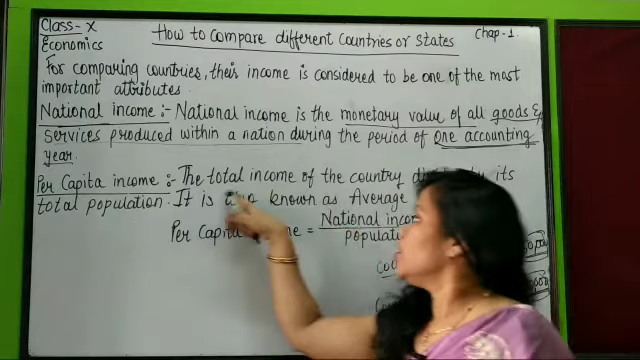 Class- X
Economics
How to Compare different Countries or States
Chap-1.
For comparing countries, their income is considered to be one of the most
important attributes.
National income :- National income is the monetary value of all goods &
services produced within a nation during the period of one accounting
year.
Per Capita income :- The total income of the country by its
total population. It is known as Average
Per Capita = National